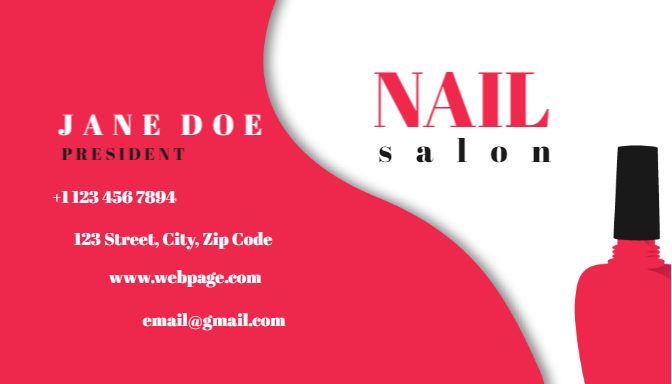 JANE DOE
PRESIDENT
+1 123 456 7894
123 Street, City, Zip Code
www.webpage.com
email@gmail.com
NAIL
salon